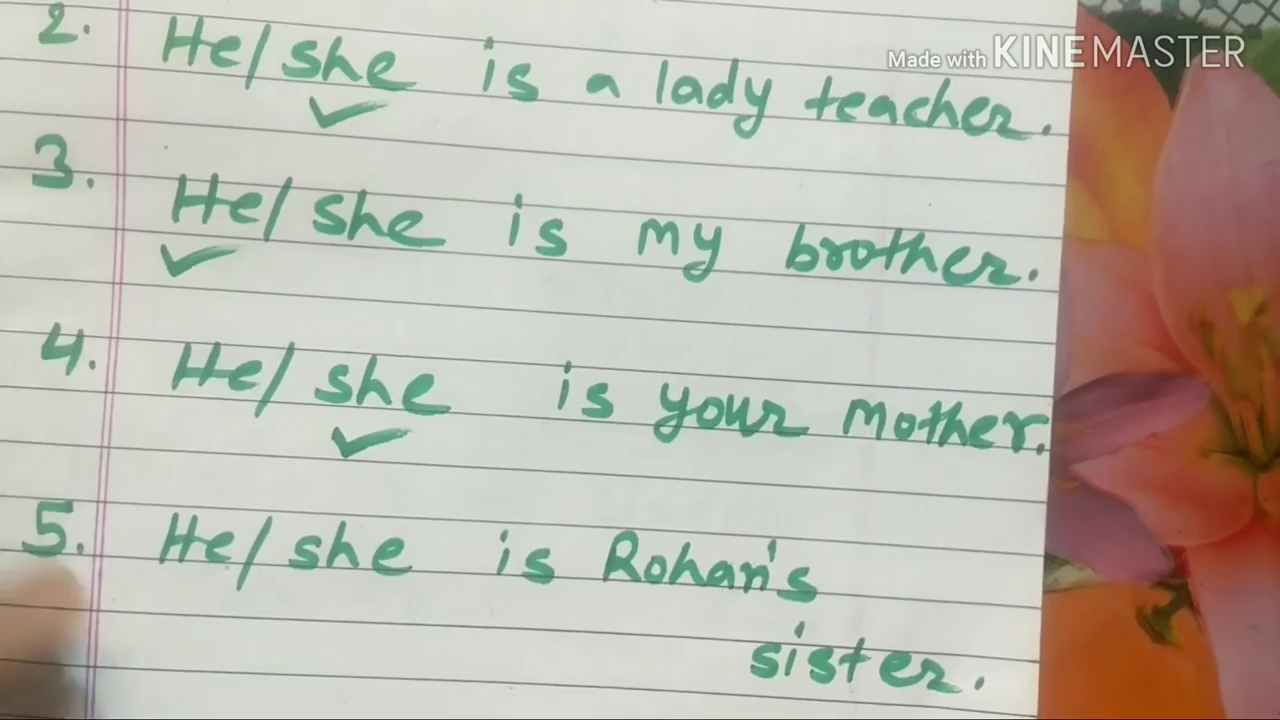 Made with KINEMASTER
2. He/she is a lady teacher.
3. He/she is my brother.
4. He/she is your mother.
5. He/she is Rohan's
sister.